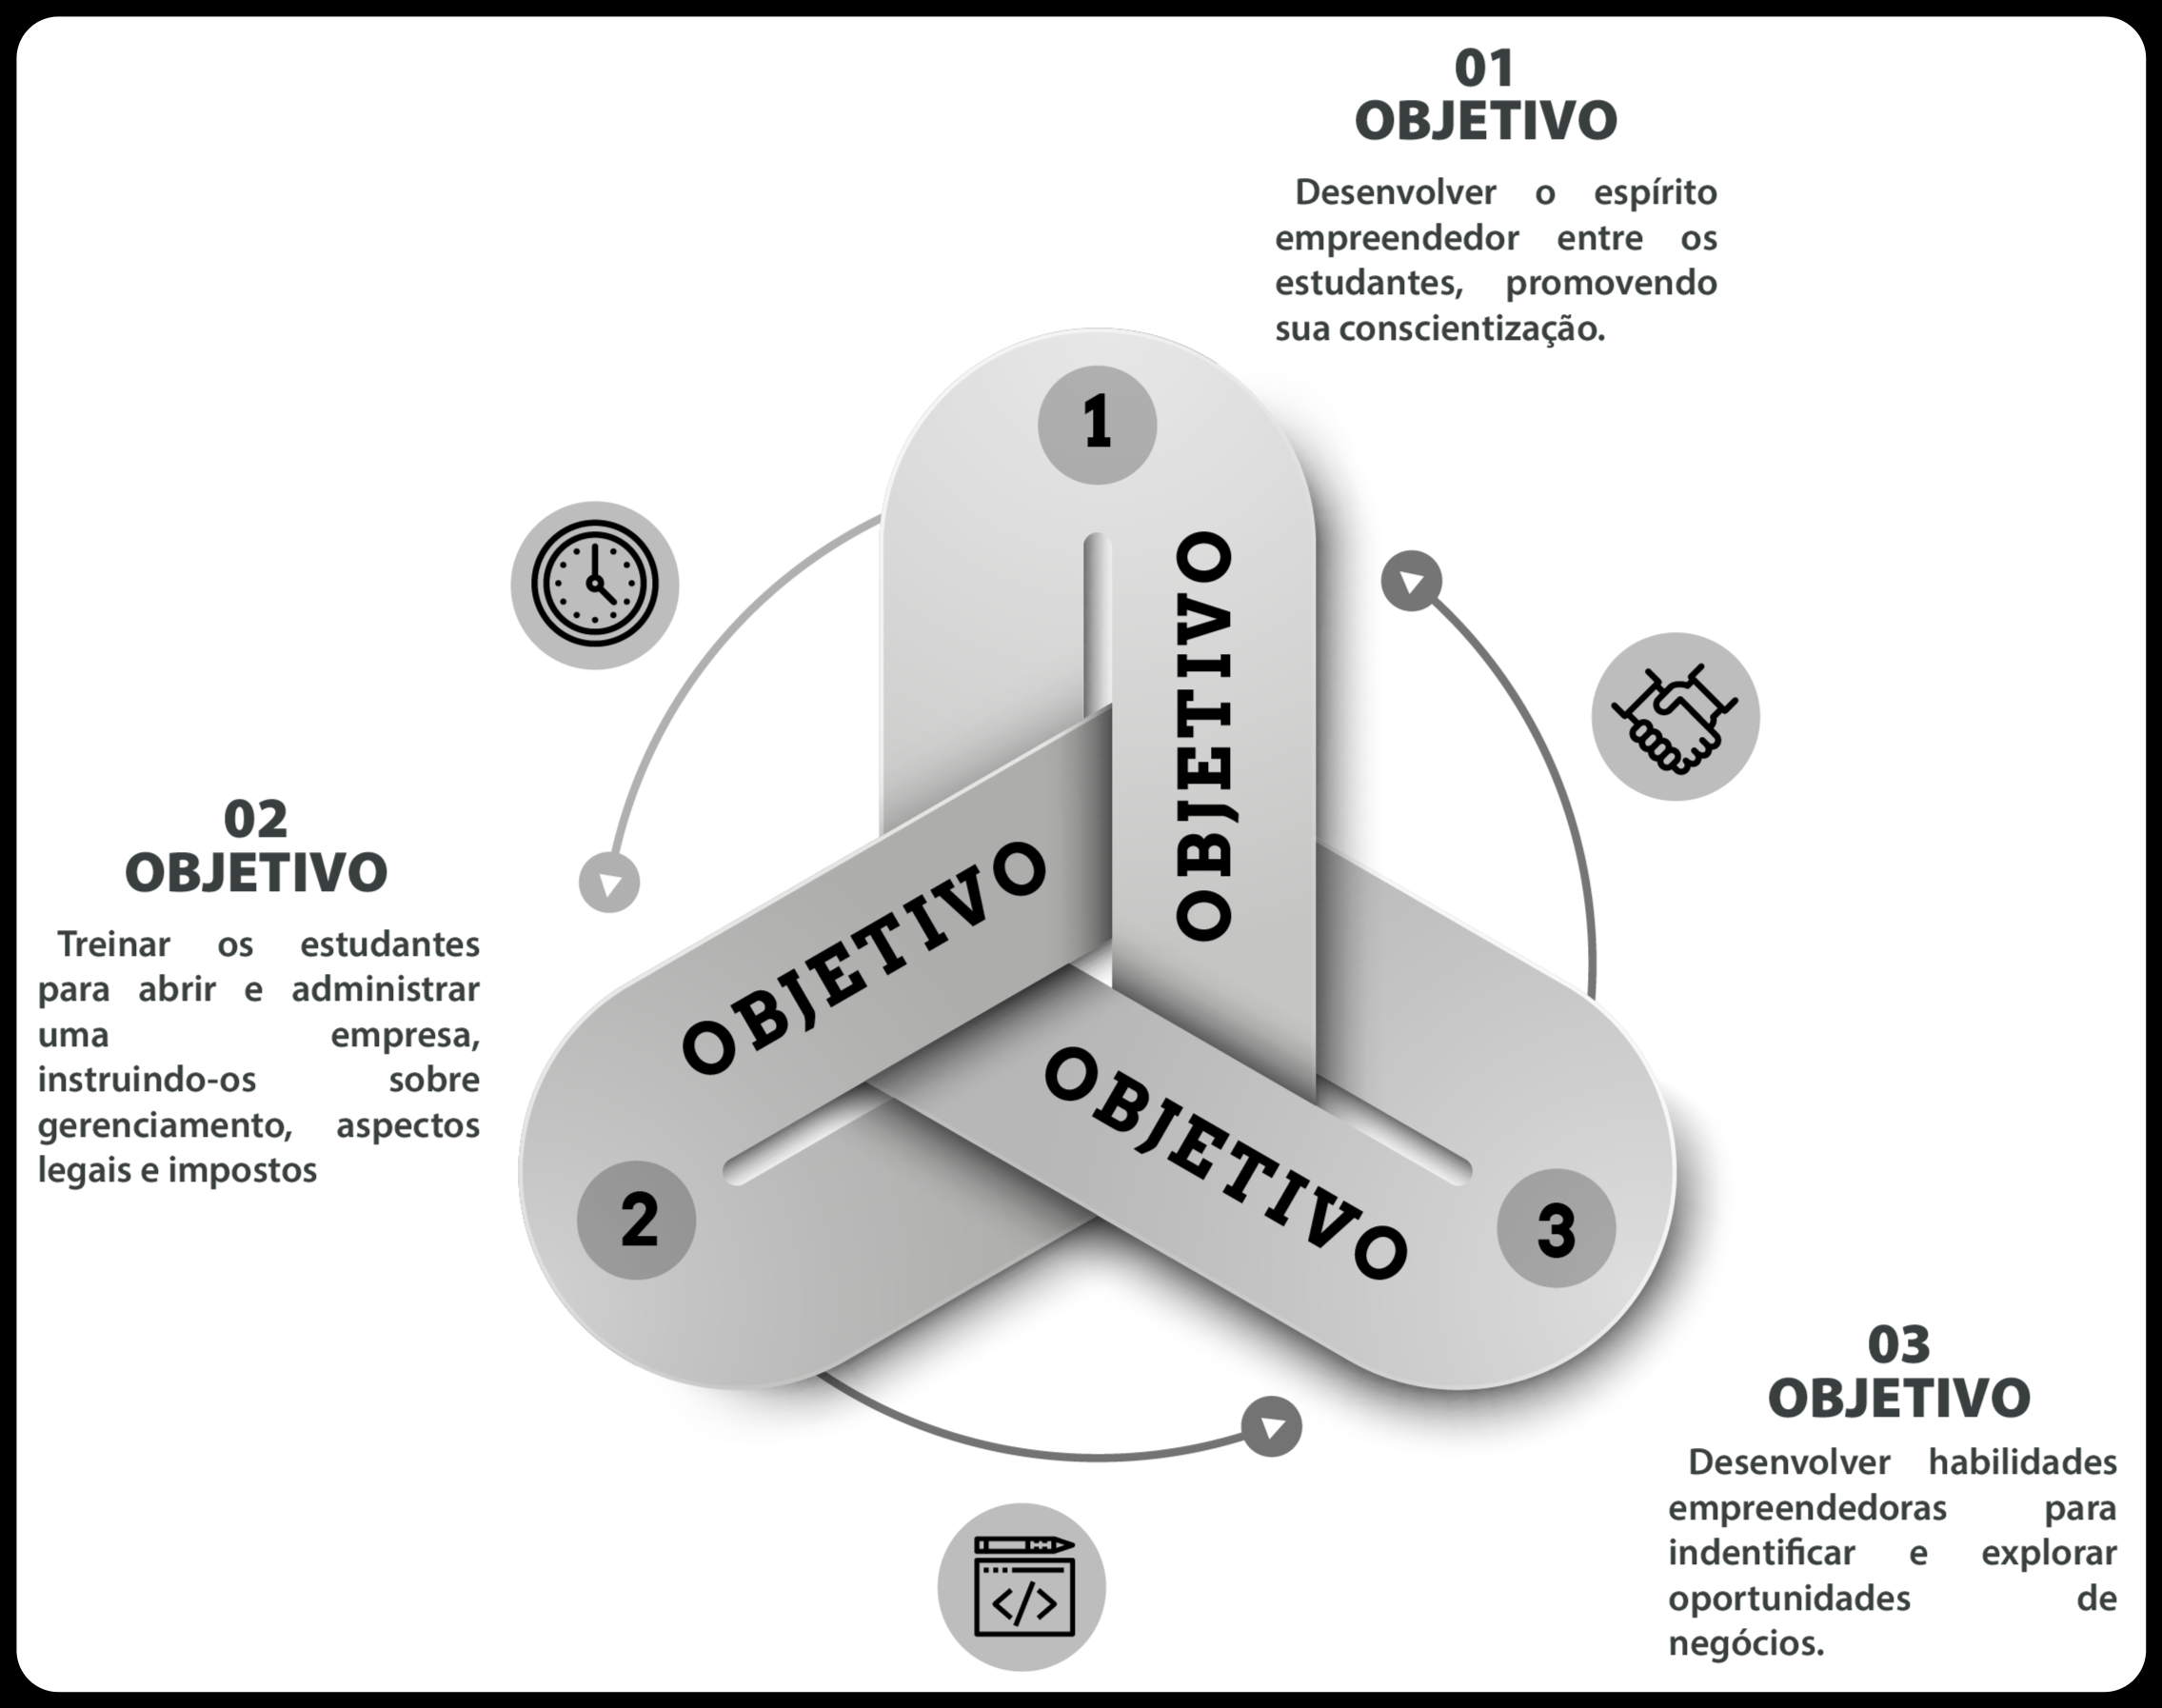 01
OBJETIVO
Desenvolver o espírito
empreendedor entre os
estudantes, promovendo
sua conscientização.
1
OBJETIVO
02
OBJETIVO
Treinar os estudantes
para abrir e administrar
uma empresa,
instruindo-os sobre
gerenciamento, aspectos
legais e impostos
OBJETIVO
2
OBJETIVO
3
03
OBJETIVO
Desenvolver habilidades
empreendedoras para
indentificar e explorar
oportunidades de
negócios.
</>